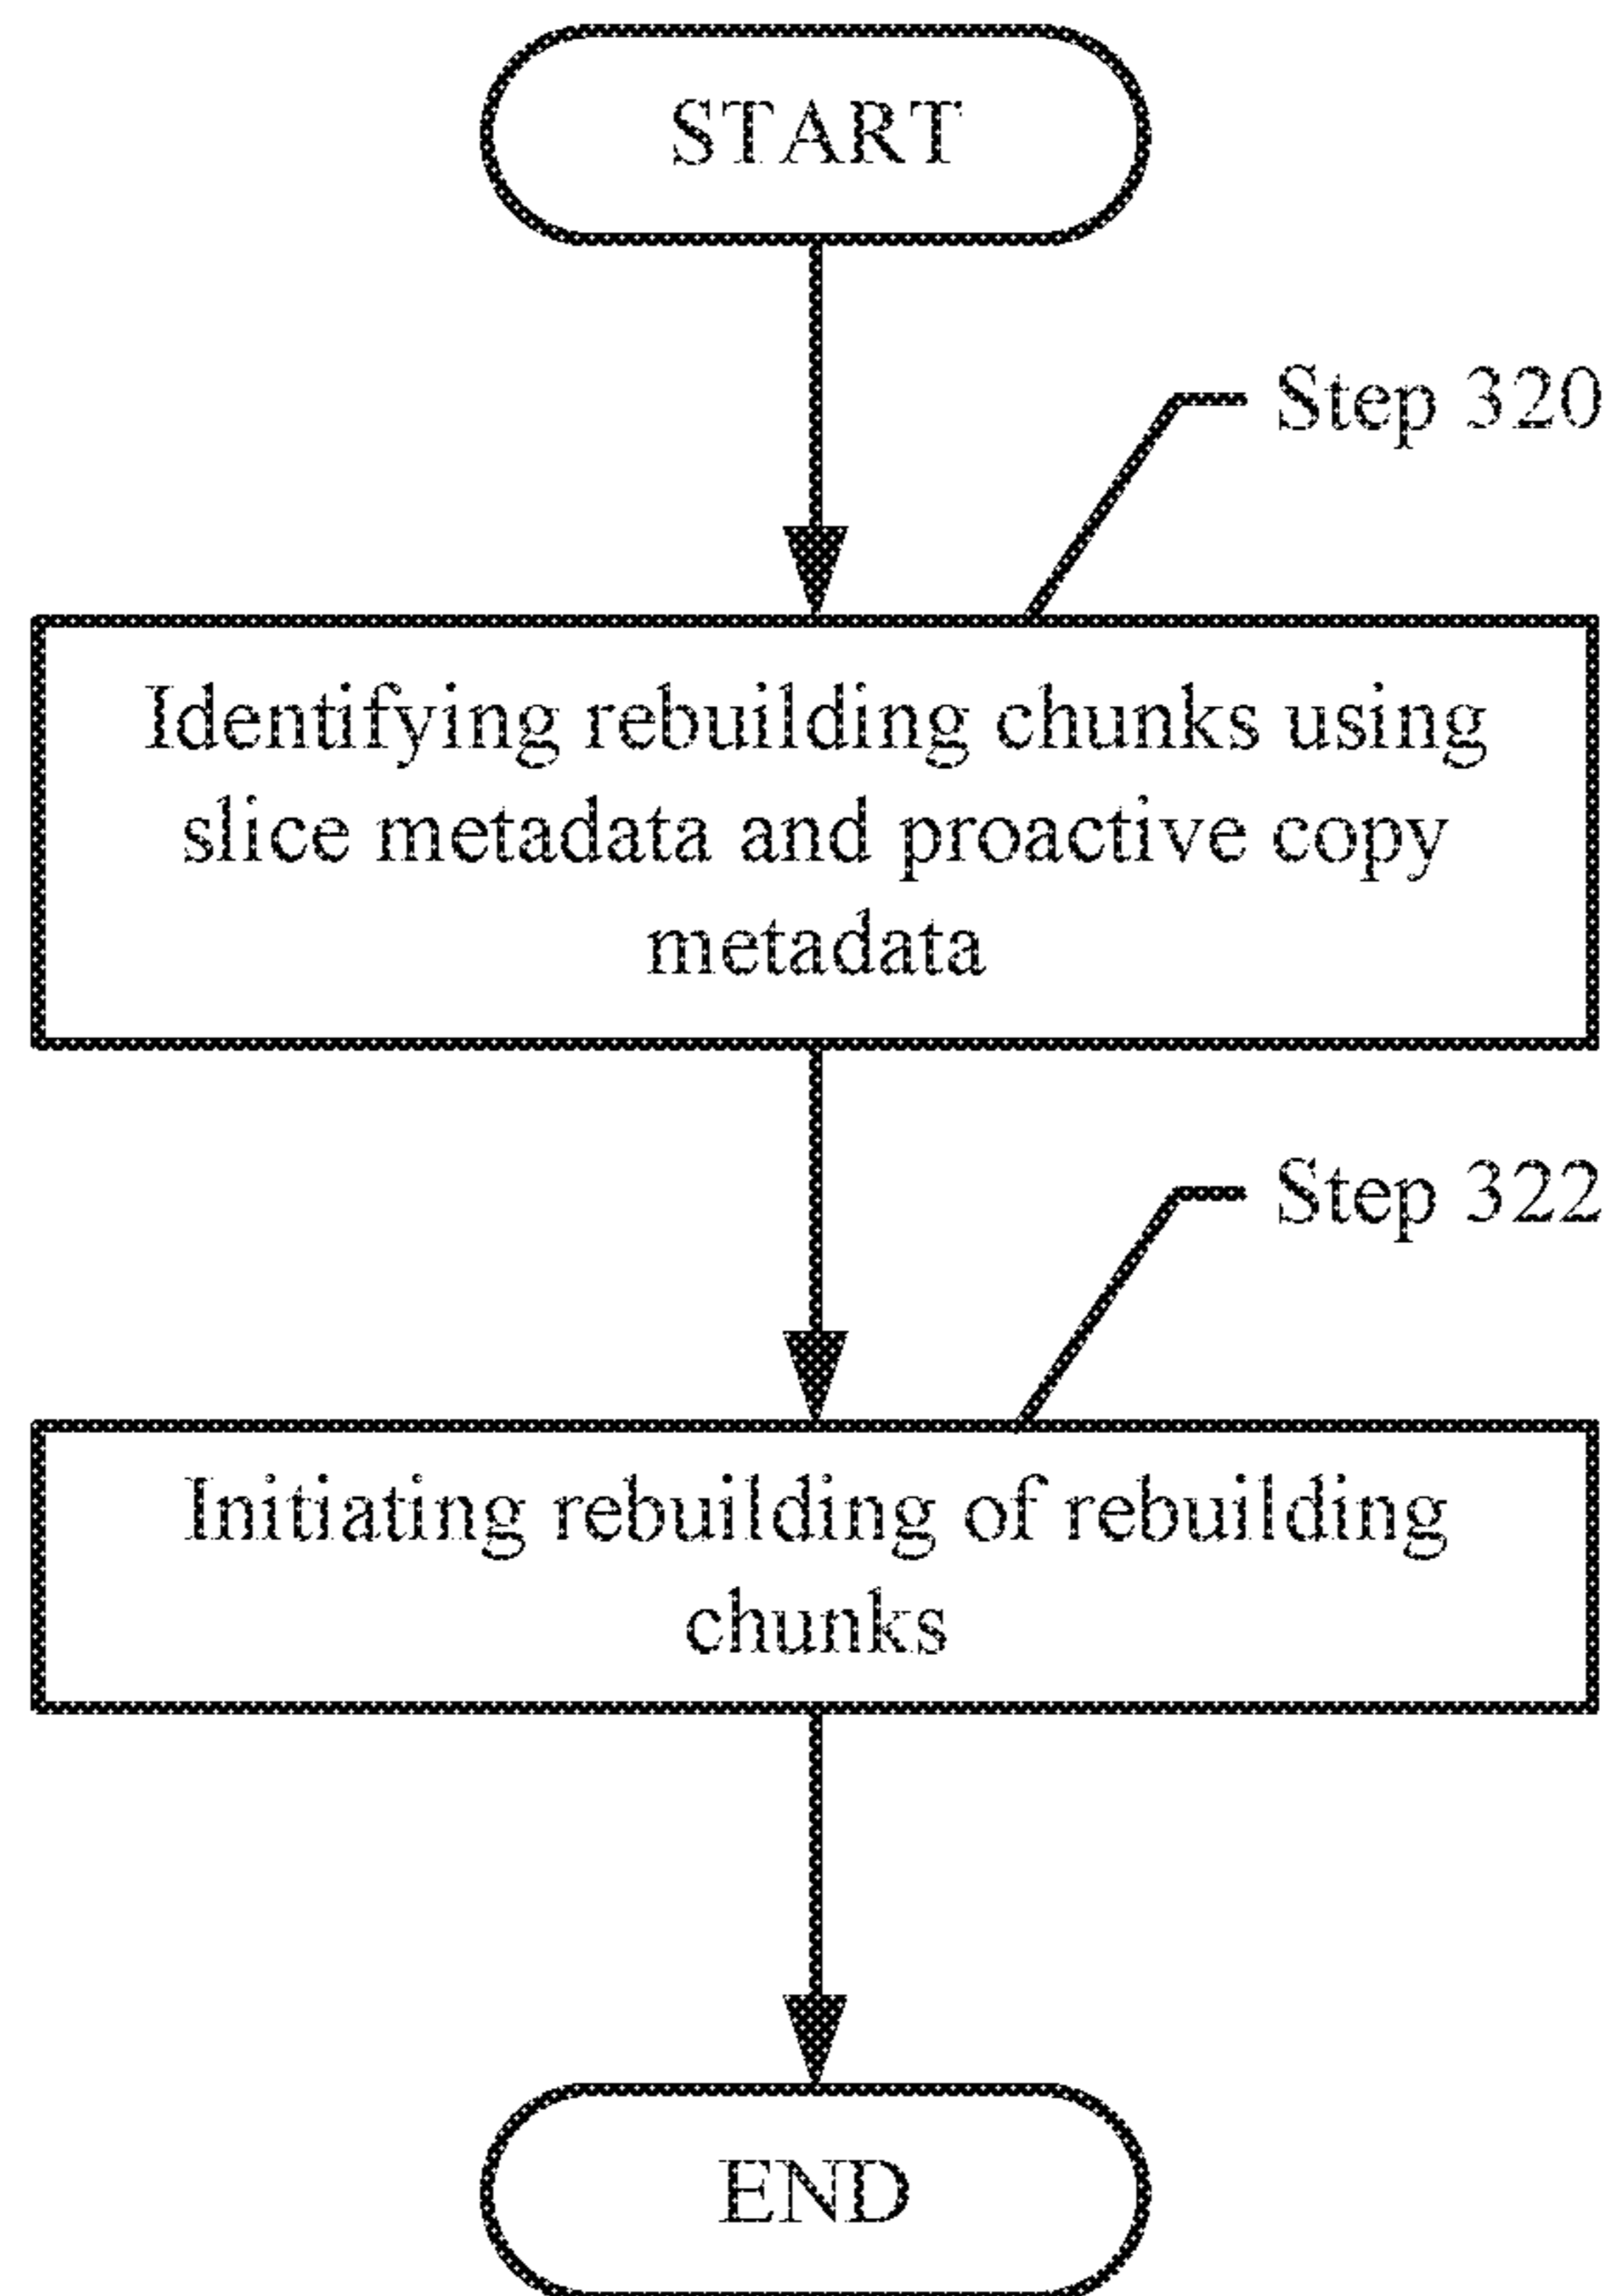 START
Step 320
Identifying rebuilding chunks using
slice metadata and proactive copy
metadata
Step 322
Initiating rebuilding of rebuilding
chunks
END